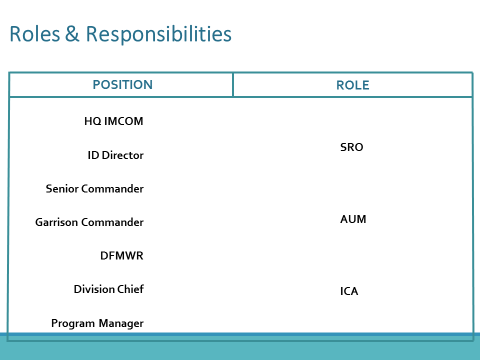 Roles & Responsibilities
POSITION ROLE
HQ IMCOM
ID Director
SRO
Senior Commander
Garrison Commander
AUM
DFMWR
Division Chief
ICA
Program Manager